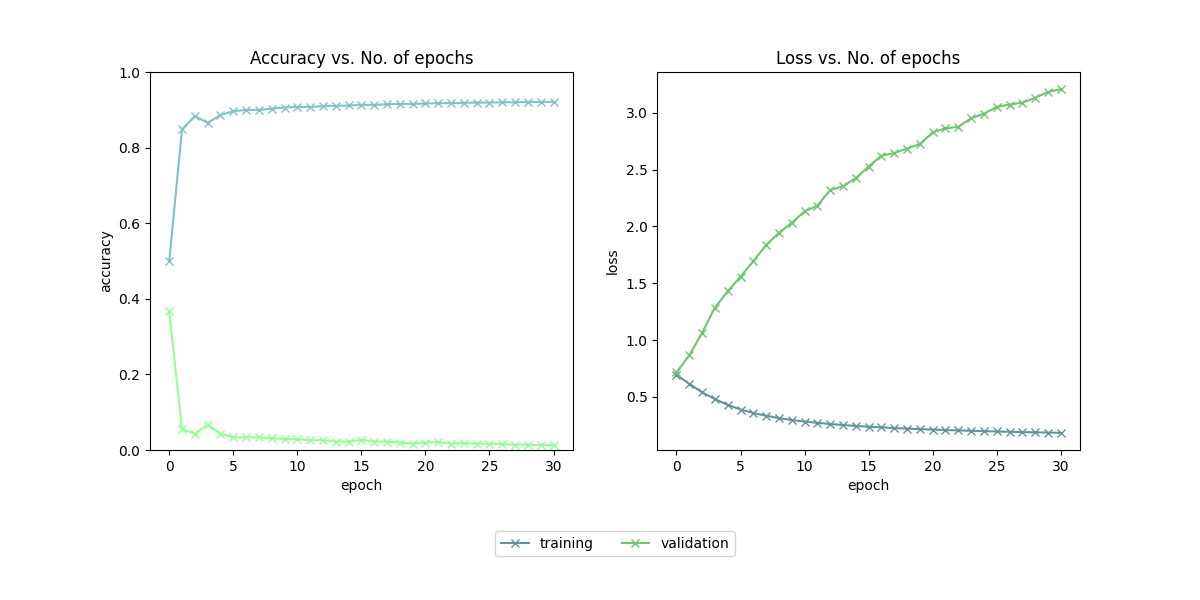 Accuracy vs. No. of epochs
1.0
0.8
0.6
0.4
0.2
0.0
accuracy
0 5 10 15 20 25 30
epoch
Loss vs. No. of epochs
3.0
2.5
2.0
1.5
1.0
0.5
loss
0 5 10 15 20 25 30
epoch
training validation